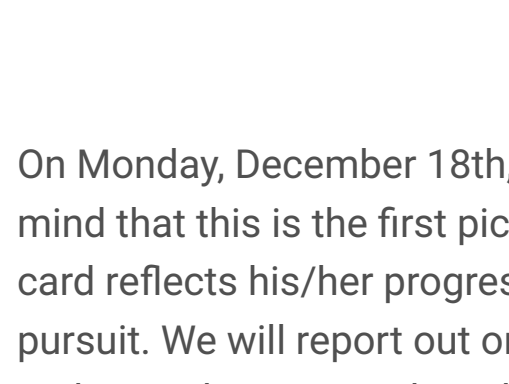 On Monday, December 18th,
mind that this is the first pic
card reflects his/her progres
pursuit. We will report out